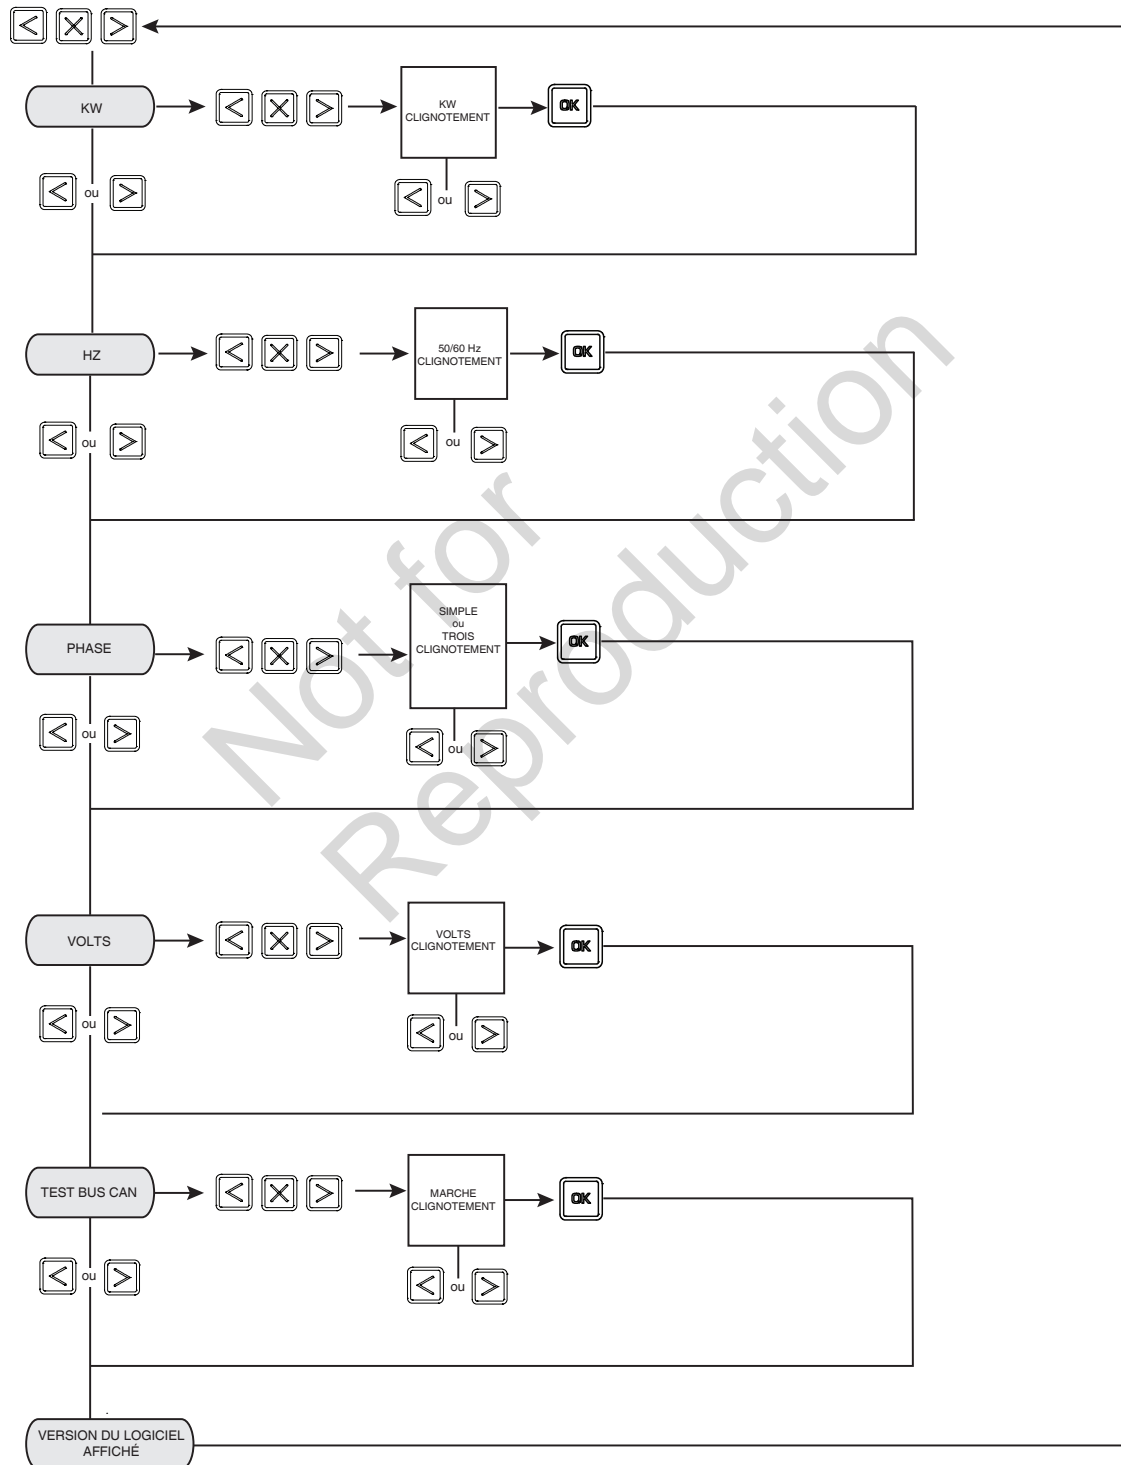 KW
KW
CLIGNOTEMENT
OK
ou
ou
HZ
50/60 Hz
CLIGNOTEMENT
OK
ou
ou
PHASE
SIMPLE
ou
TROIS
CLIGNOTEMENT
OK
ou
ou
VOLTS
VOLTS
CLIGNOTEMENT
OK
ou
ou
TEST BUS CAN
MARCHE
CLIGNOTEMENT
OK
ou
ou
VERSION DU LOGICIEL
AFFICHÉ
Not for
Reproduction